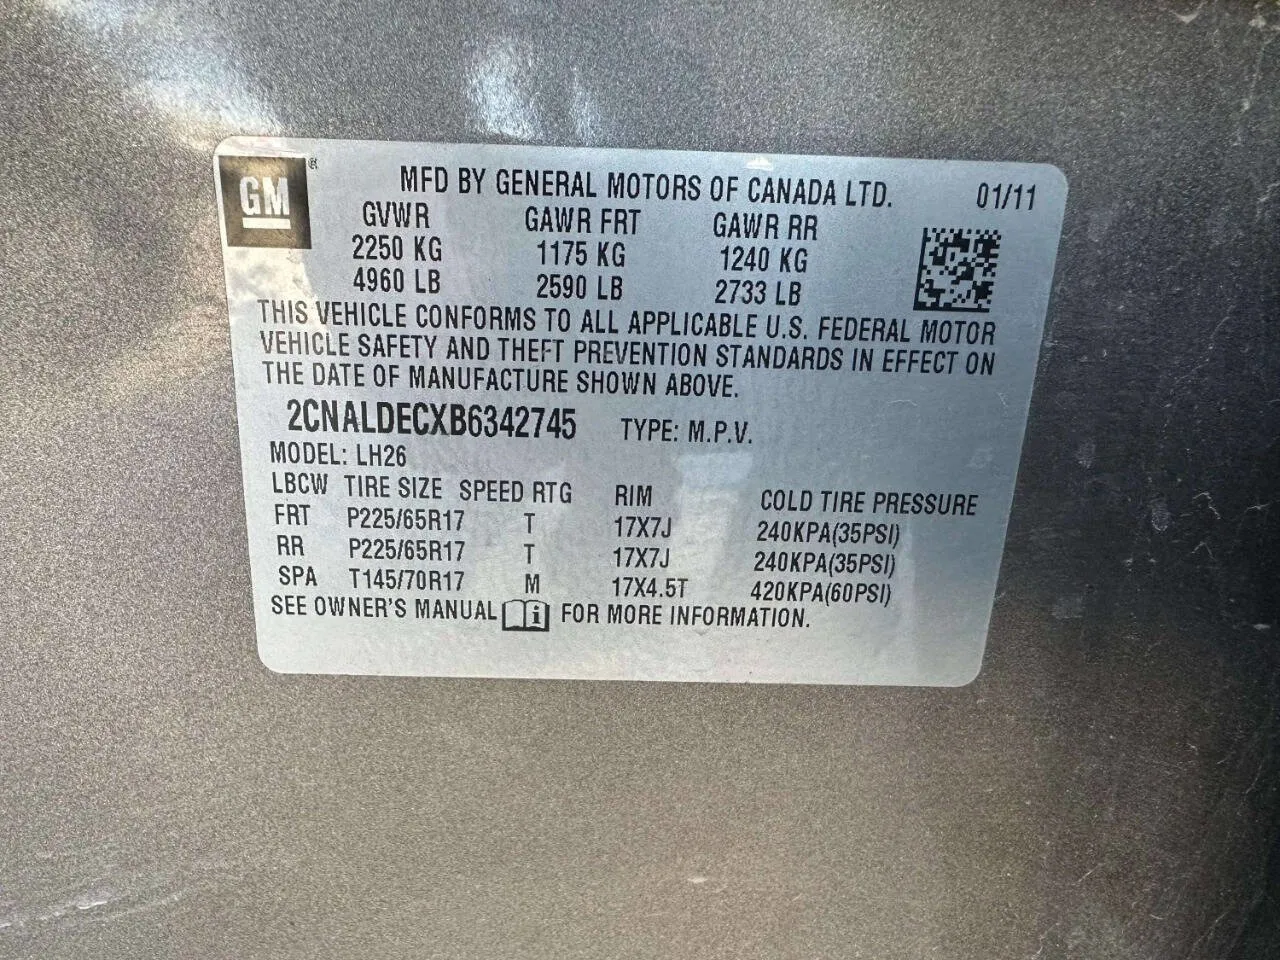 GM ®
MFD BY GENERAL MOTORS OF CANADA LTD. 01/11
GVWR GAWR FRT GAWR RR
2250 KG 1175 KG 1240 KG
4960 LB 2590 LB 2733 LB
THIS VEHICLE CONFORMS TO ALL APPLICABLE U.S. FEDERAL MOTOR
VEHICLE SAFETY AND THEFT PREVENTION STANDARDS IN EFFECT ON
THE DATE OF MANUFACTURE SHOWN ABOVE.
2CNALDECXB6342745 TYPE: M.P.V.
MODEL: LH26
LBCW TIRE SIZE SPEED RTG RIM COLD TIRE PRESSURE
FRT P225/65R17 T 17X7J 240KPA(35PSI)
RR P225/65R17 T 17X7J 240KPA(35PSI)
SPA T145/70R17 M 17X4.5T 420KPA(60PSI)
SEE OWNER'S MANUAL i FOR MORE INFORMATION.